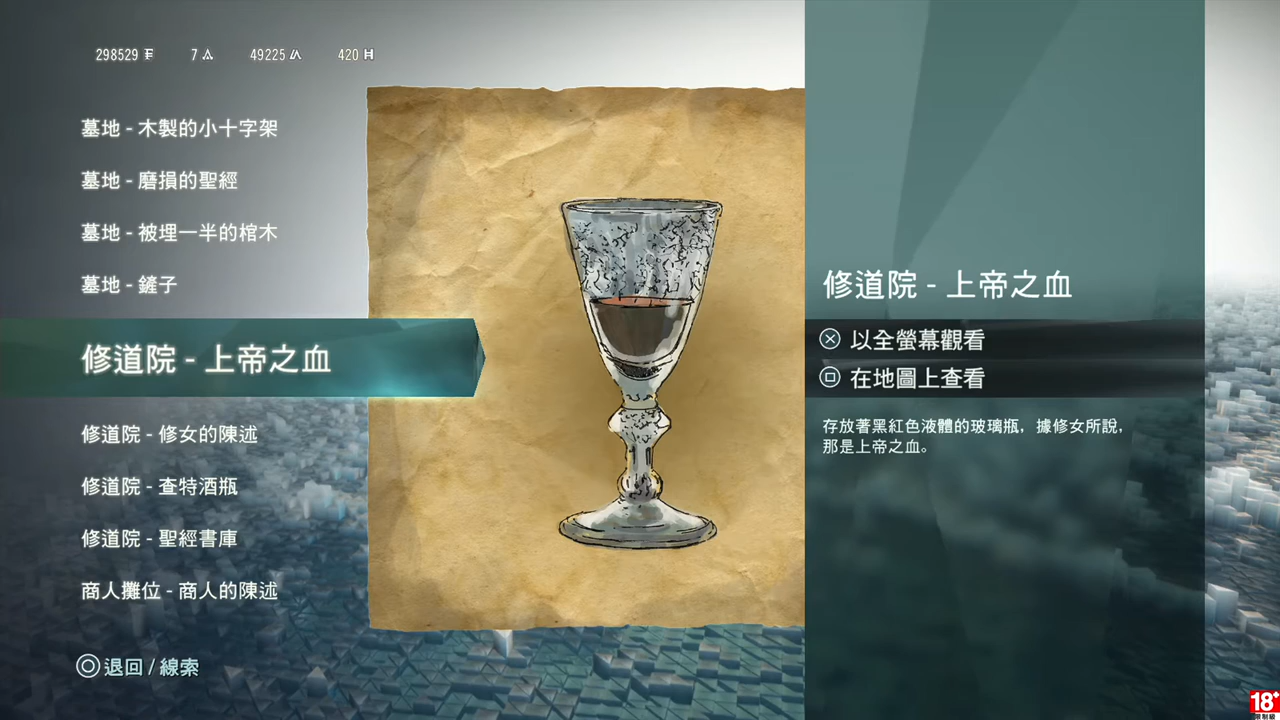 298529 7 49225 420
墓地 - 木製的小十字架
墓地 - 磨損的聖經
墓地 - 被埋一半的棺木
墓地 - 鏟子
修道院 - 上帝之血
修道院 - 修女的陳述
修道院 - 查特酒瓶
修道院 - 聖經書庫
商人攤位 - 商人的陳述
退回 / 線索
修道院 - 上帝之血
以全螢幕觀看
在地圖上查看
存放著黑紅色液體的玻璃瓶，據修女所說，
那是上帝之血。
18+
限制級